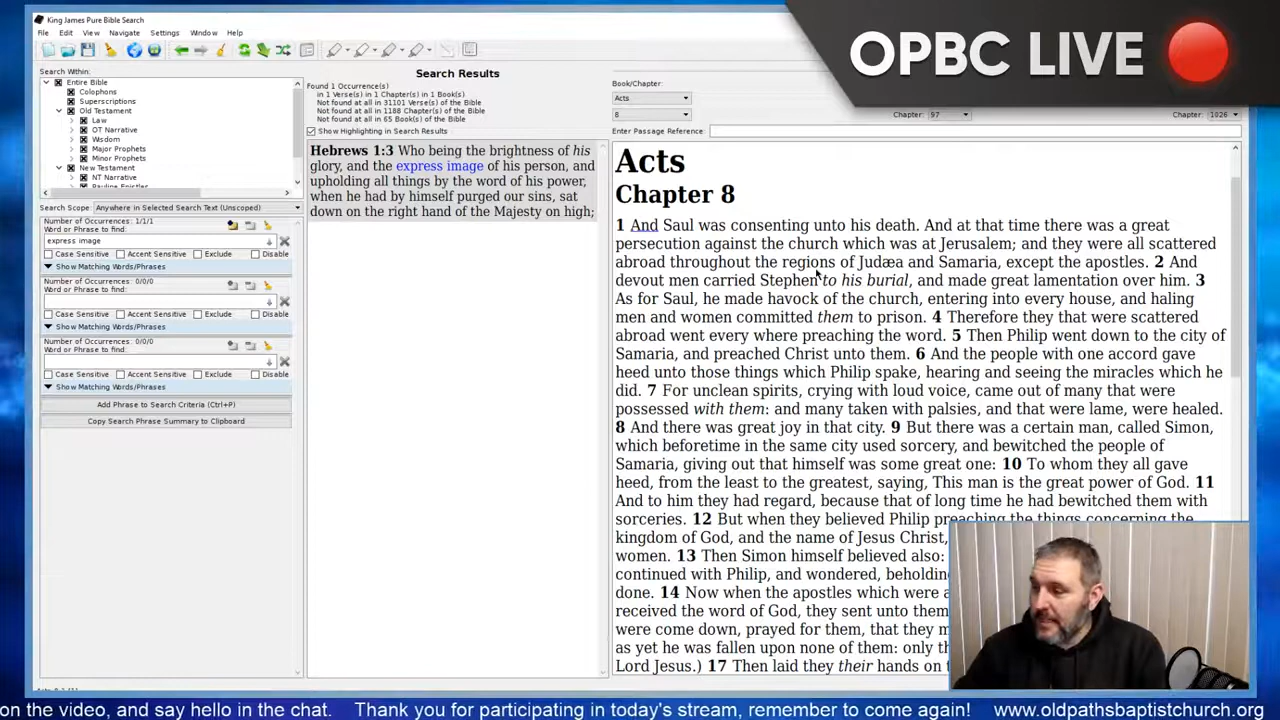 King James Pure Bible Search
OPBC LIVE
File Edit View Navigate Settings Window Help
Search Within:
Entire Bible
Colophons
Superscriptions
Old Testament
Law
OT Narrative
Wisdom
Major Prophets
Minor Prophets
New Testament
NT Narrative
Pauline Epistles
Search Scope: Anywhere in Selected Search Text (Unscoped)
Number of Occurrences: 1/1/1
Word or Phrase to find:
express image
Case Sensitive Accent Sensitive Exclude Disable
Show Matching Words/Phrases
Number of Occurrences: 0/0/0
Word or Phrase to find:
Case Sensitive Accent Sensitive Exclude Disable
Show Matching Words/Phrases
Number of Occurrences: 0/0/0
Word or Phrase to find:
Case Sensitive Accent Sensitive Exclude Disable
Show Matching Words/Phrases
Add Phrase to Search Criteria (Ctrl+P)
Copy Search Phrase Summary to Clipboard
Search Results
Found 1 Occurrence(s)
in 1 Verse(s) in 1 Chapter(s) in 1 Book(s)
Not found at all in 31101 Verse(s) of the Bible
Not found at all in 1188 Chapter(s) of the Bible
Not found at all in 65 Book(s) of the Bible
Show Highlighting in Search Results
Hebrews 1:3 Who being the brightness of his
glory, and the express image of his person, and
upholding all things by the word of his power,
when he had by himself purged our sins, sat
down on the right hand of the Majesty on high;
Book/Chapter:
Acts
8
Chapter: 97
Chapter: 1026
Enter Passage Reference:
Acts
Chapter 8
1 And Saul was consenting unto his death. And at that time there was a great
persecution against the church which was at Jerusalem; and they were all scattered
abroad throughout the regions of Judæa and Samaria, except the apostles. 2 And
devout men carried Stephen to his burial, and made great lamentation over him. 3
As for Saul, he made havock of the church, entering into every house, and haling
men and women committed them to prison. 4 Therefore they that were scattered
abroad went every where preaching the word. 5 Then Philip went down to the city of
Samaria, and preached Christ unto them. 6 And the people with one accord gave
heed unto those things which Philip spake, hearing and seeing the miracles which he
did. 7 For unclean spirits, crying with loud voice, came out of many that were
possessed with them: and many taken with palsies, and that were lame, were healed.
8 And there was great joy in that city. 9 But there was a certain man, called Simon,
which beforetime in the same city used sorcery, and bewitched the people of
Samaria, giving out that himself was some great one: 10 To whom they all gave
heed, from the least to the greatest, saying, This man is the great power of God. 11
And to him they had regard, because that of long time he had bewitched them with
sorceries. 12 But when they believed Philip preaching the things concerning the
kingdom of God, and the name of Jesus Christ,
women. 13 Then Simon himself believed also:
continued with Philip, and wondered, beholdin
done. 14 Now when the apostles which were a
received the word of God, they sent unto them
were come down, prayed for them, that they m
as yet he was fallen upon none of them: only th
Lord Jesus.) 17 Then laid they their hands on t
on the video, and say hello in the chat. Thank you for participating in today's stream, remember to come again! www.oldpathsbaptistchurch.org